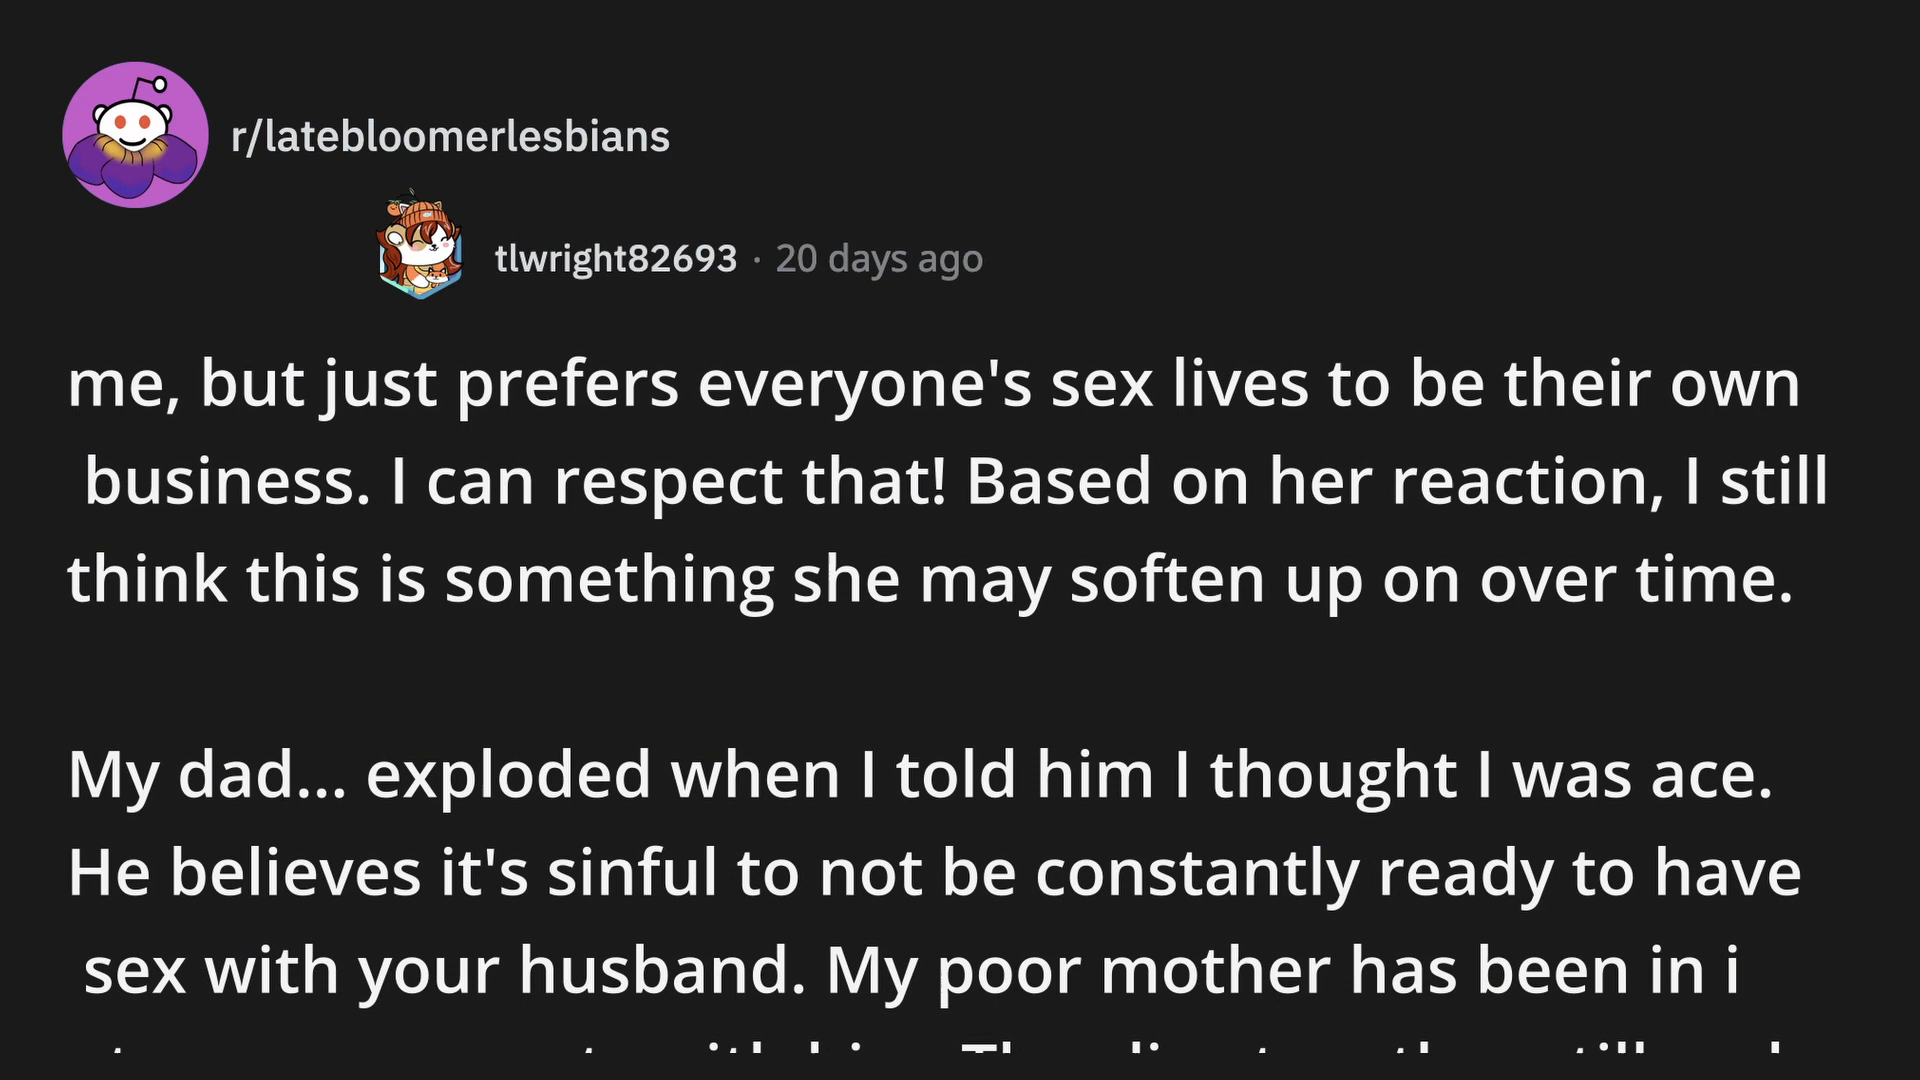 r/latebloomerlesbians
tlwright82693 · 20 days ago
me, but just prefers everyone's sex lives to be their own
business. I can respect that! Based on her reaction, I still
think this is something she may soften up on over time.
My dad... exploded when I told him I thought I was ace.
He believes it's sinful to not be constantly ready to have
sex with your husband. My poor mother has been in i